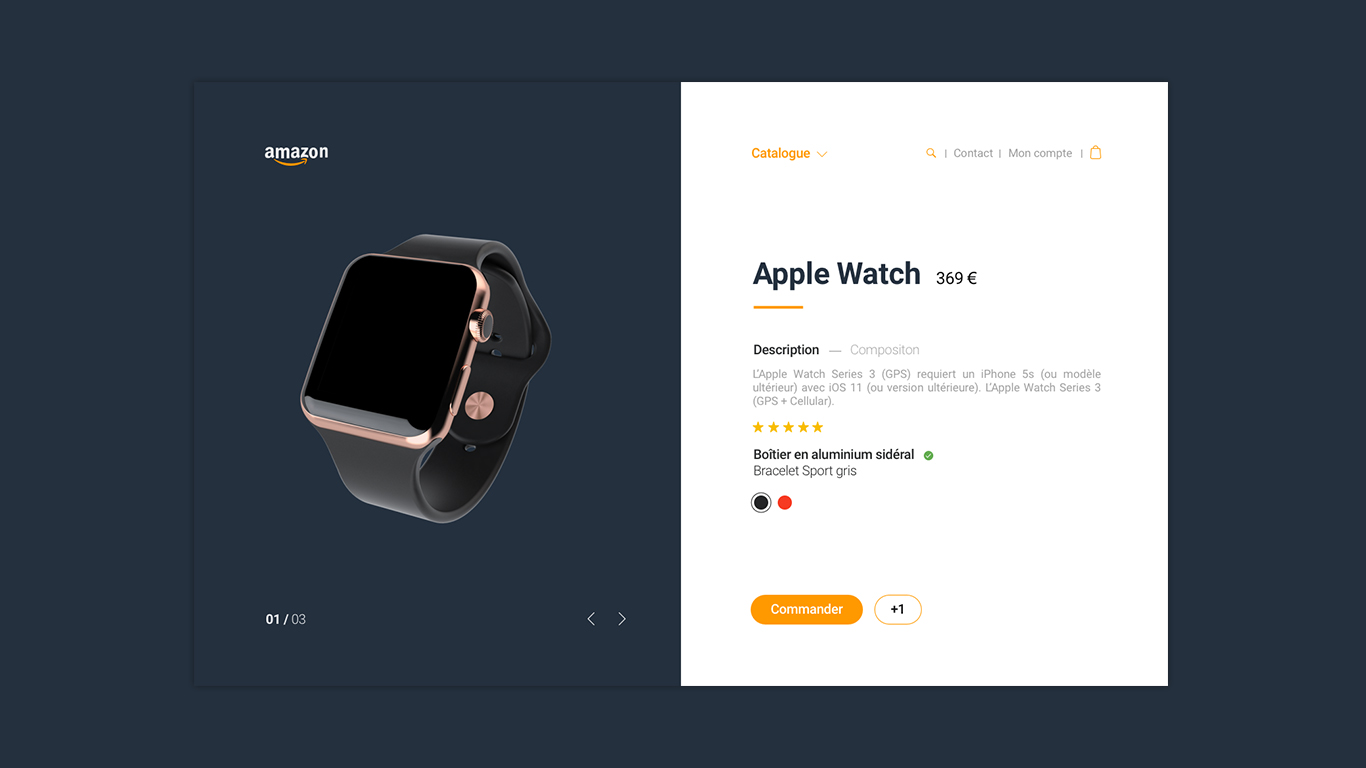 amazon
01 / 03
Catalogue
| Contact | Mon compte |
Apple Watch 369 €
Description — Compositon
L'Apple Watch Series 3 (GPS) requiert un iPhone 5s (ou modèle
ultérieur) avec iOS 11 (ou version ultérieure). L'Apple Watch Series 3
(GPS + Cellular).
Boîtier en aluminium sidéral
Bracelet Sport gris
Commander +1